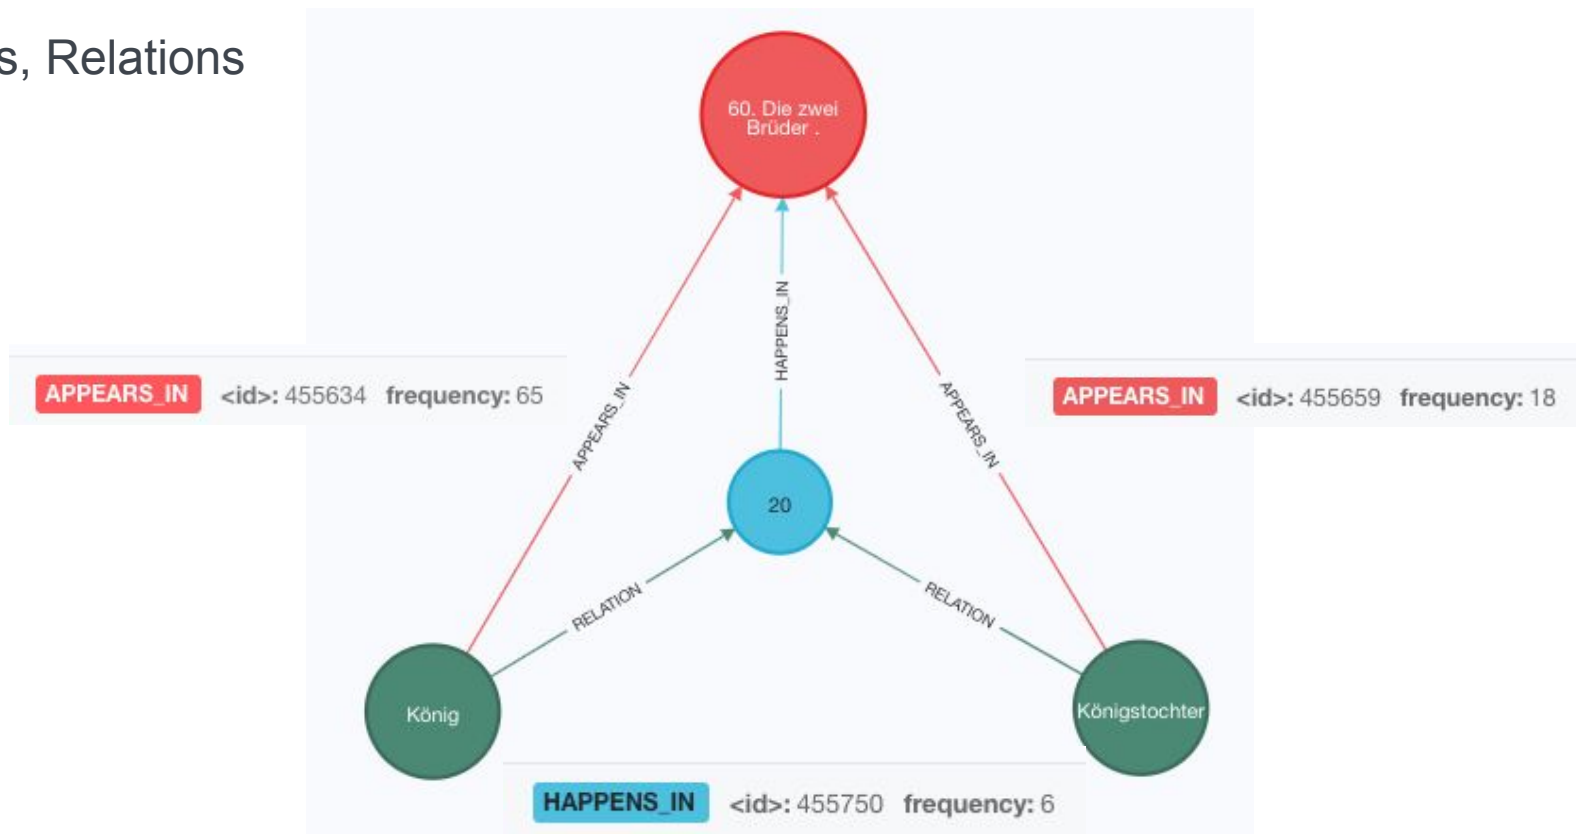 s, Relations
60. Die zwei
Brüder .
HAPPENS_IN
APPEARS_IN <id>: 455634 frequency: 65
APPEARS_IN <id>: 455659 frequency: 18
APPEARS_IN
APPEARS_IN
20
RELATION
RELATION
König
Königstochter
HAPPENS_IN <id>: 455750 frequency: 6